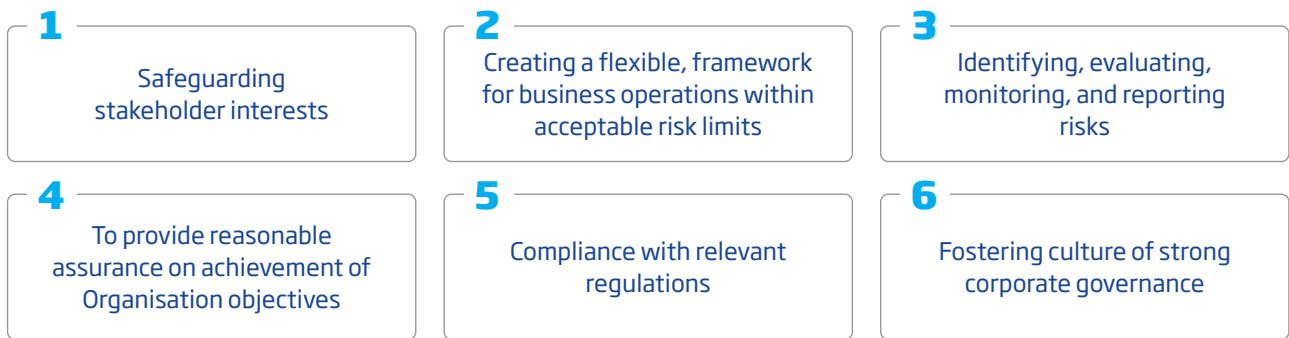 1
Safeguarding
stakeholder interests
2
Creating a flexible, framework
for business operations within
acceptable risk limits
3
Identifying, evaluating,
monitoring, and reporting
risks
4
To provide reasonable
assurance on achievement of
Organisation objectives
5
Compliance with relevant
regulations
6
Fostering culture of strong
corporate governance